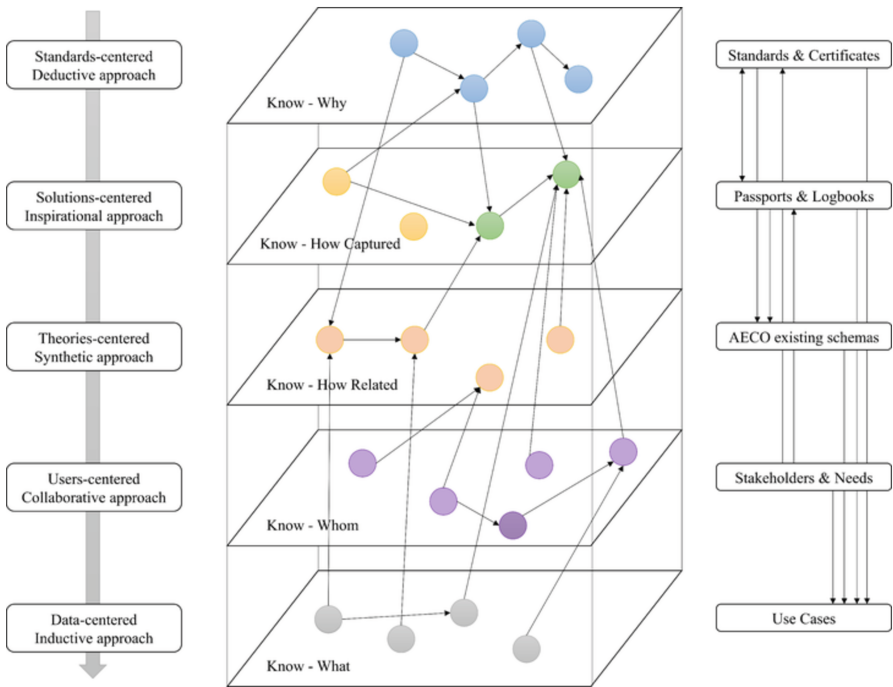 Standards-centered
Deductive approach
Know - Why
Standards & Certificates
Solutions-centered
Inspirational approach
Know - How Captured
Passports & Logbooks
Theories-centered
Synthetic approach
Know - How Related
AECO existing schemas
Users-centered
Collaborative approach
Know - Whom
Stakeholders & Needs
Data-centered
Inductive approach
Know - What
Use Cases